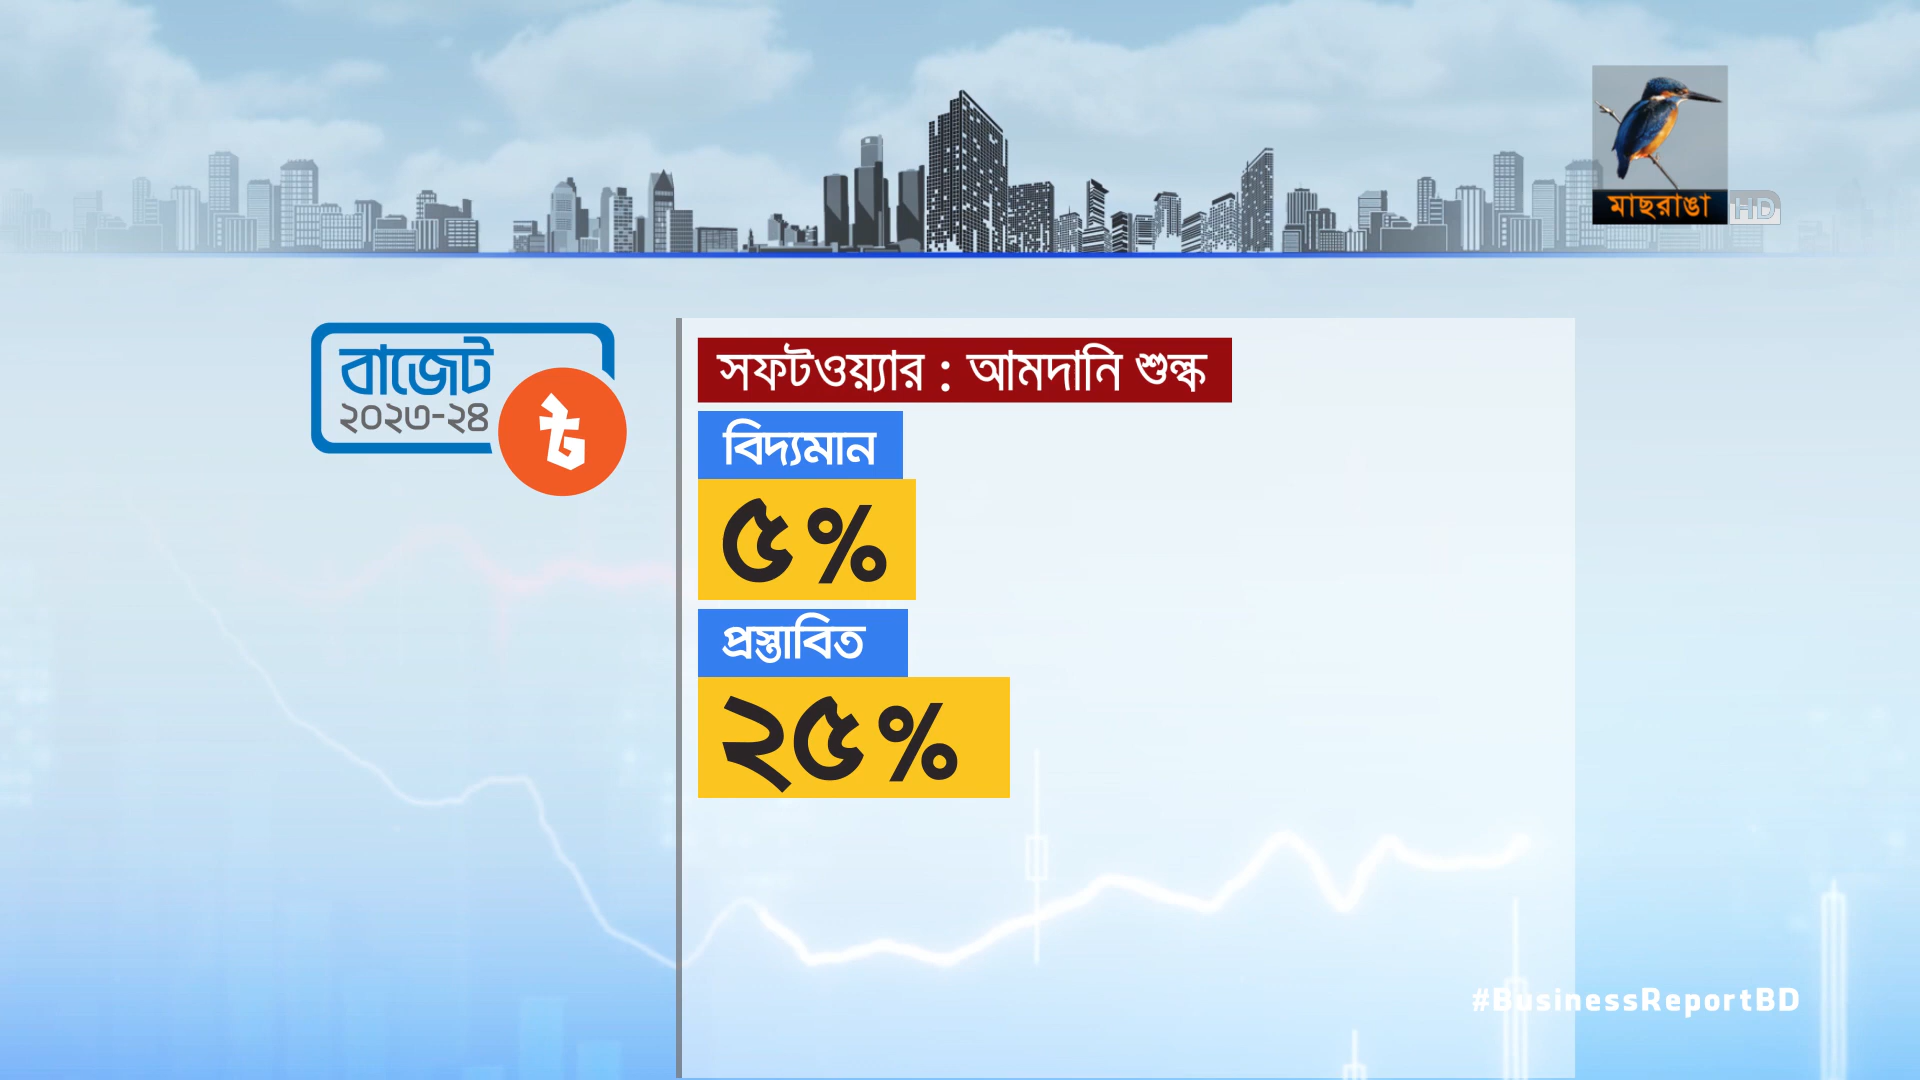 মাছরাঙা HD
বাজেট
২০২৩-২৪
৳
সফটওয়্যার : আমদানি শুল্ক
বিদ্যমান
৫%
প্রস্তাবিত
২৫%
#BusinessReportBD